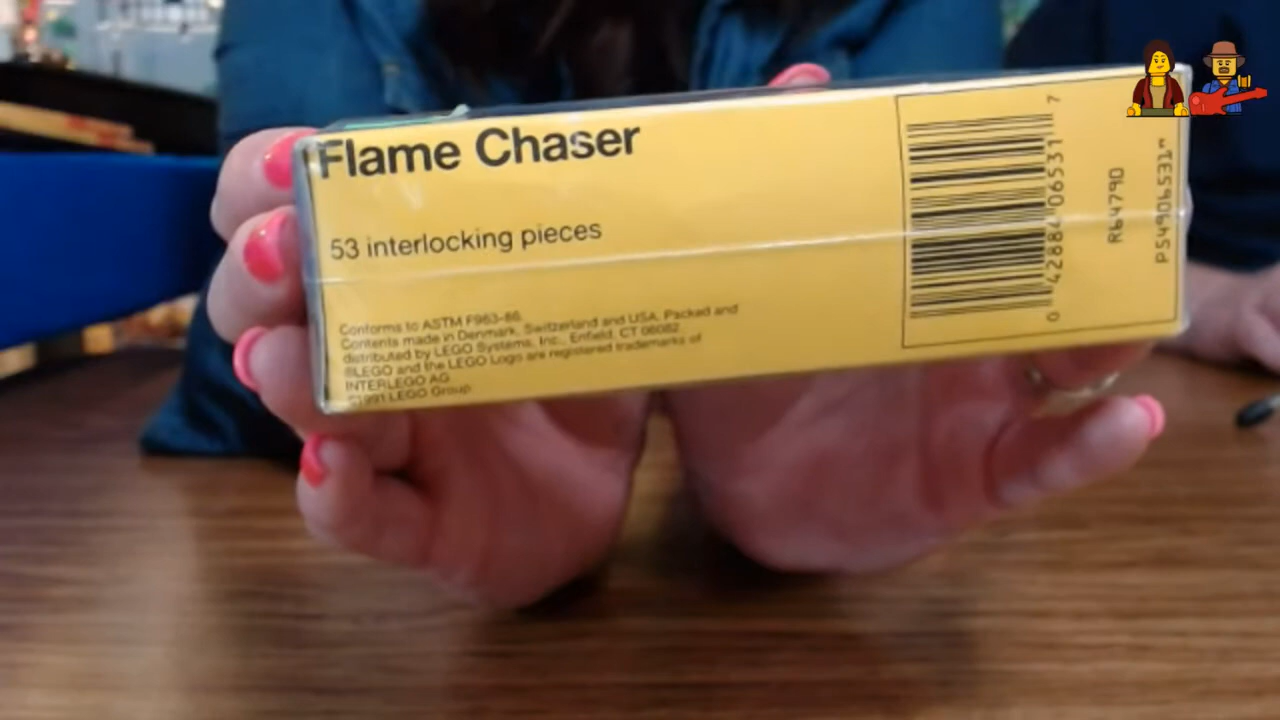 Flame Chaser
53 interlocking pieces
Conforms to ASTM F963-86.
Contents made in Denmark, Switzerland and USA. Packed and
distributed by LEGO Systems, Inc., Enfield, CT 06082
®LEGO and the LEGO Logo are registered trademarks of
INTERLEGO AG
©1991 LEGO Group
0 42884 06531 7
R64790
P54906531"